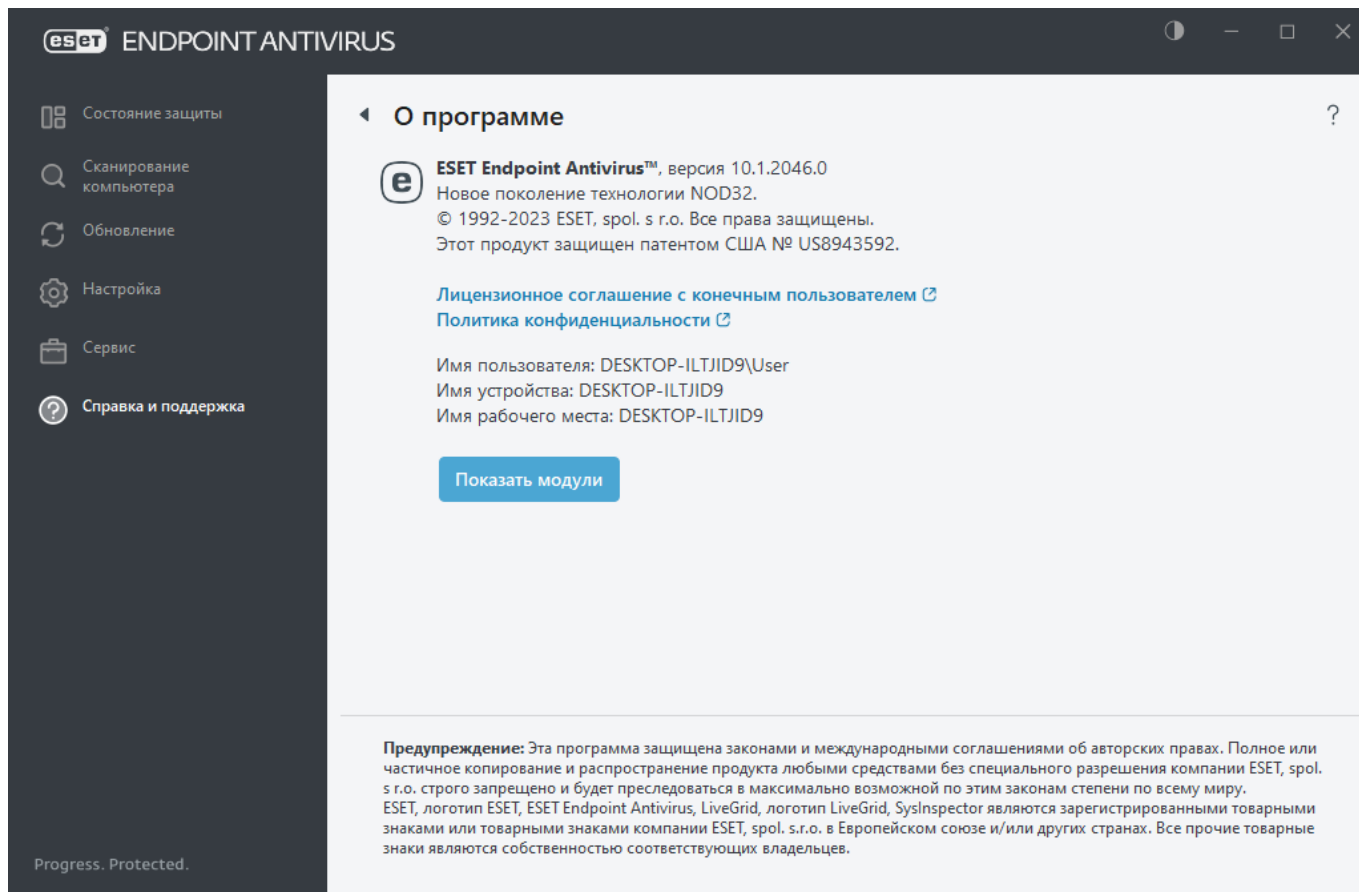 eset ENDPOINT ANTIVIRUS
Состояние защиты
Сканирование
компьютера
Обновление
Настройка
Сервис
Справка и поддержка
Progress. Protected.
О программе
?
e
ESET Endpoint Antivirus™, версия 10.1.2046.0
Новое поколение технологии NOD32.
© 1992-2023 ESET, spol. s r.o. Все права защищены.
Этот продукт защищен патентом США № US8943592.
Лицензионное соглашение с конечным пользователем
Политика конфиденциальности
Имя пользователя: DESKTOP-ILTJID9\User
Имя устройства: DESKTOP-ILTJID9
Имя рабочего места: DESKTOP-ILTJID9
Показать модули
Предупреждение: Эта программа защищена законами и международными соглашениями об авторских правах. Полное или
частичное копирование и распространение продукта любыми средствами без специального разрешения компании ESET, spol.
s r.o. строго запрещено и будет преследоваться в максимально возможной по этим законам степени по всему миру.
ESET, логотип ESET, ESET Endpoint Antivirus, LiveGrid, логотип LiveGrid, SysInspector являются зарегистрированными товарными
знаками или товарными знаками компании ESET, spol. s.r.o. в Европейском союзе и/или других странах. Все прочие товарные
знаки являются собственностью соответствующих владельцев.